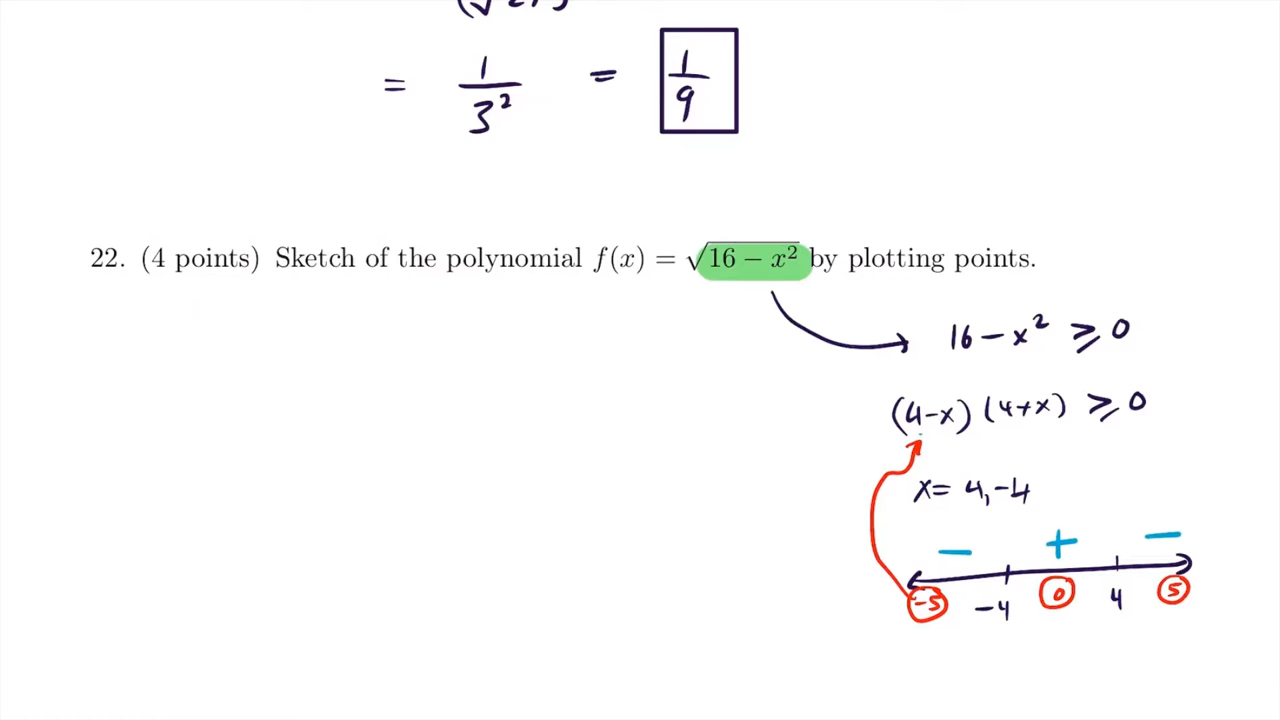 = 1/3² = 1/9
22. (4 points) Sketch of the polynomial f(x) = √(16 − x²) by plotting points.
16 − x² ≥ 0
(4-x)(4+x) ≥ 0
x = 4, -4
− + −
-5 -4 0 4 5